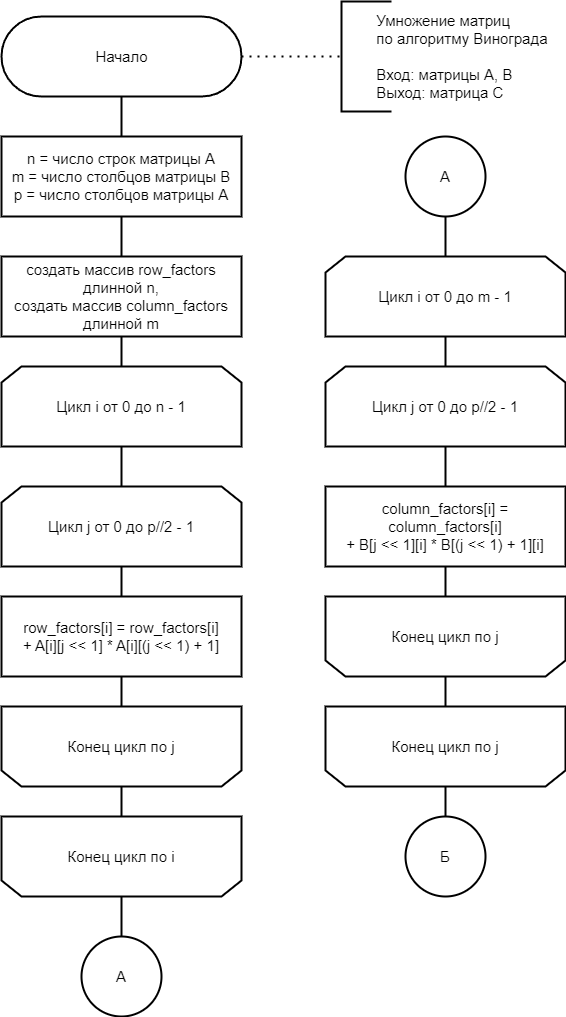 Начало
Умножение матриц
по алгоритму Винограда
Вход: матрицы A, B
Выход: матрица C
n = число строк матрицы A
m = число столбцов матрицы B
p = число столбцов матрицы A
создать массив row_factors
длинной n,
создать массив column_factors
длинной m
Цикл i от 0 до n - 1
Цикл j от 0 до p//2 - 1
row_factors[i] = row_factors[i]
+ A[i][j << 1] * A[i][(j << 1) + 1]
Конец цикл по j
Конец цикл по i
А
А
Цикл i от 0 до m - 1
Цикл j от 0 до p//2 - 1
column_factors[i] =
column_factors[i]
+ B[j << 1][i] * B[(j << 1) + 1][i]
Конец цикл по j
Конец цикл по j
Б